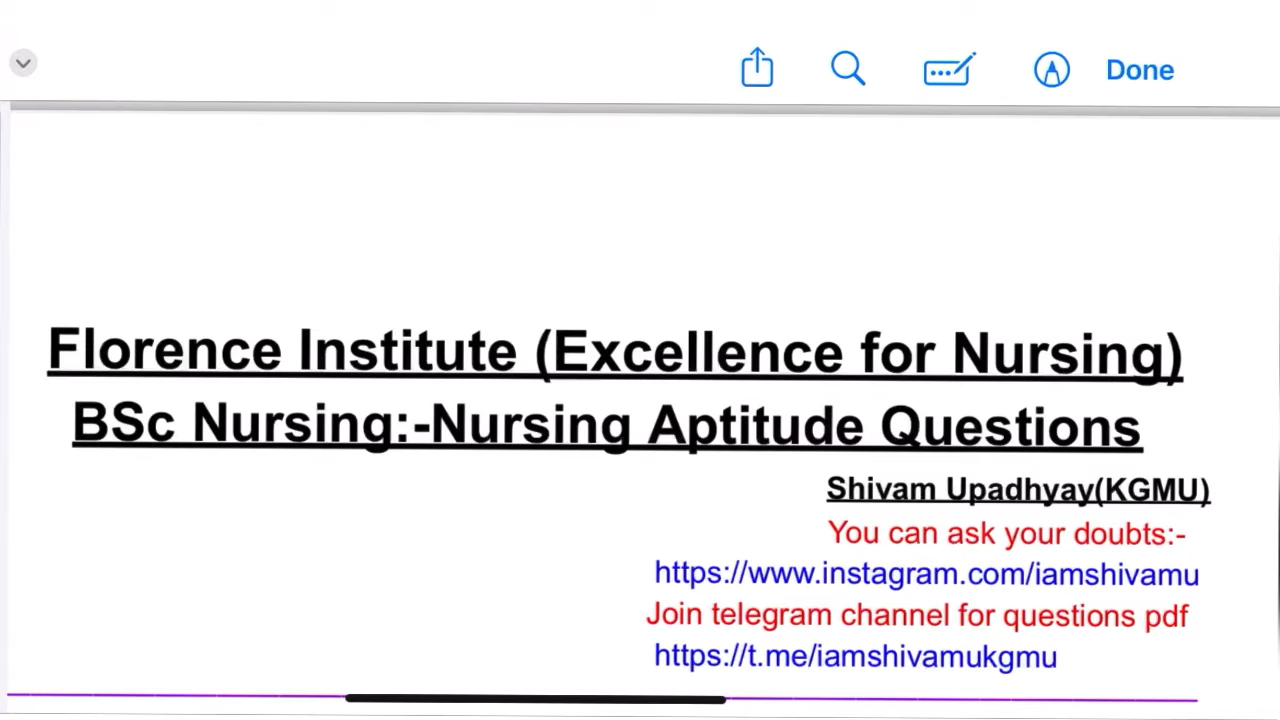 Done
Florence Institute (Excellence for Nursing)
BSc Nursing:-Nursing Aptitude Questions
Shivam Upadhyay(KGMU)
You can ask your doubts:-
https://www.instagram.com/iamshivamu
Join telegram channel for questions pdf
https://t.me/iamshivamukgmu